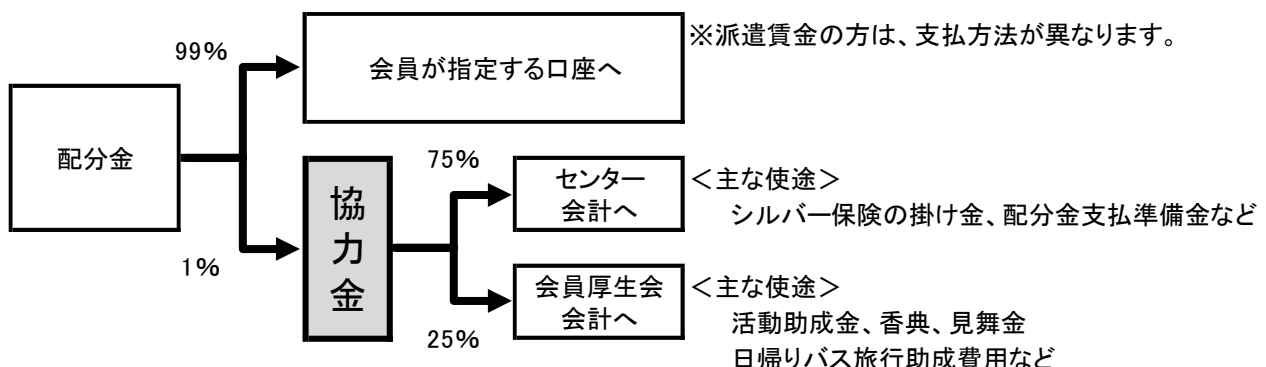 99%
会員が指定する口座へ
※派遣賃金の方は、支払方法が異なります。
配分金
1%
協力金
75%
センター
会計へ
＜主な使途＞
シルバー保険の掛け金、配分金支払準備金など
25%
会員厚生会
会計へ
＜主な使途＞
活動助成金、香典、見舞金
日帰りバス旅行助成費用など